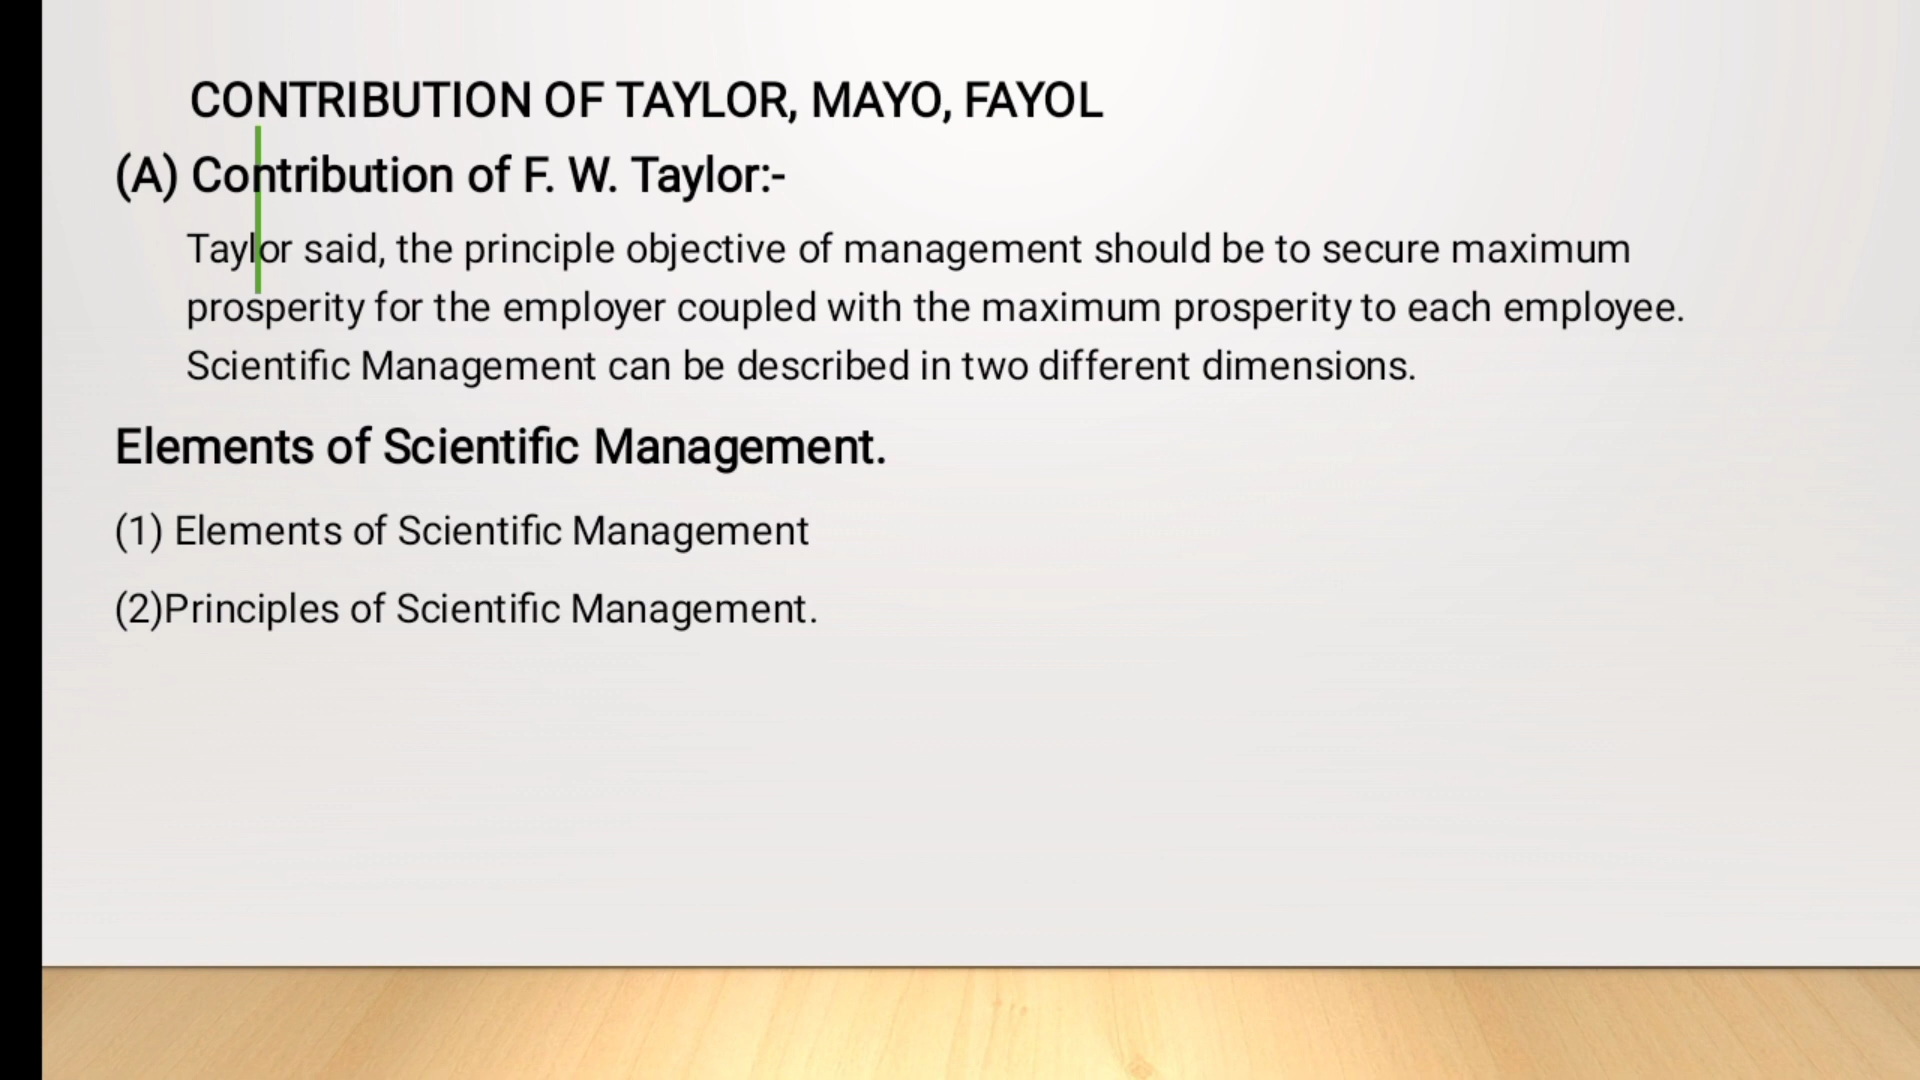 CONTRIBUTION OF TAYLOR, MAYO, FAYOL
(A) Contribution of F. W. Taylor:-
Taylor said, the principle objective of management should be to secure maximum
prosperity for the employer coupled with the maximum prosperity to each employee.
Scientific Management can be described in two different dimensions.
Elements of Scientific Management.
(1) Elements of Scientific Management
(2)Principles of Scientific Management.